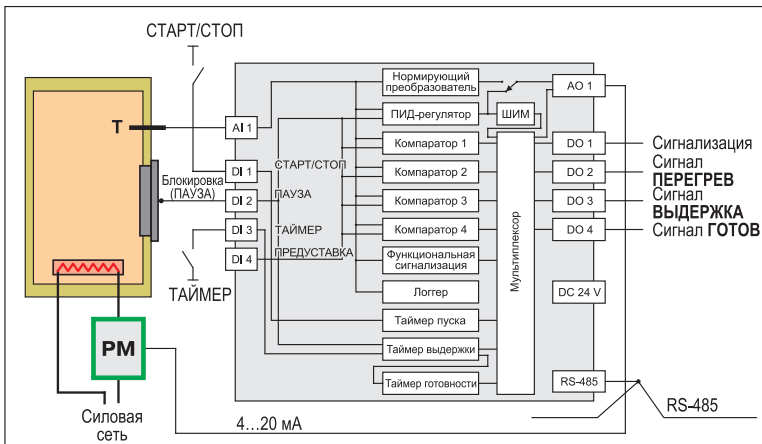 СТАРТ/СТОП
Т
Блокировка
(ПАУЗА)
ТАЙМЕР
РМ
Силовая
сеть
4...20 мА
AI 1
DI 1
DI 2
DI 3
DI 4
СТАРТ/СТОП
ПАУЗА
ТАЙМЕР
ПРЕДУСТАВКА
Нормирующий
преобразователь
ПИД-регулятор
ШИМ
Компаратор 1
Компаратор 2
Компаратор 3
Компаратор 4
Функциональная
сигнализация
Логгер
Таймер пуска
Таймер выдержки
Таймер готовности
Мультиплексор
AO 1
DO 1
DO 2
DO 3
DO 4
DC 24 V
RS-485
Сигнализация
Сигнал
ПЕРЕГРЕВ
Сигнал
ВЫДЕРЖКА
Сигнал ГОТОВ
RS-485